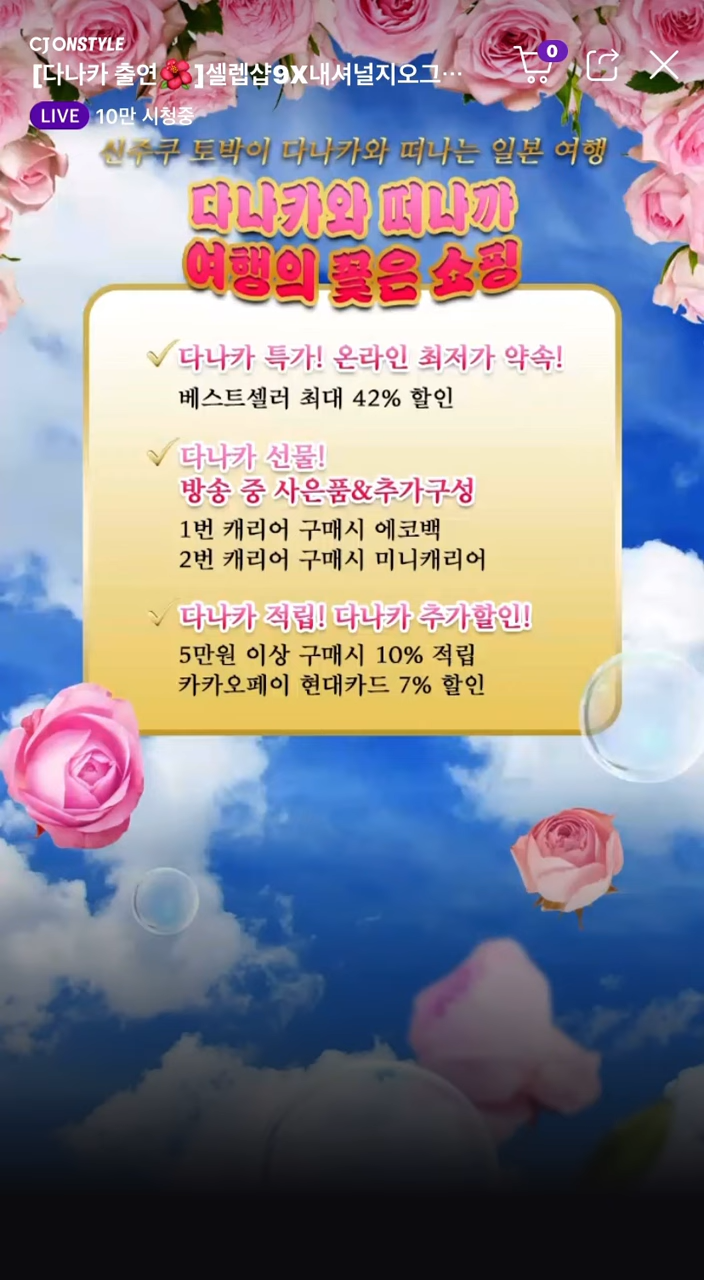 CJ ONSTYLE
[다나카 출연🌺]셀렙샵9X내셔널지오그…
0
LIVE 10만 시청중
신주쿠 토박이 다나카와 떠나는 일본 여행
다나카와 떠나까
여행의 꽃은 쇼핑
다나카 특가! 온라인 최저가 약속!
베스트셀러 최대 42% 할인
다나카 선물!
방송 중 사은품&추가구성
1번 캐리어 구매시 에코백
2번 캐리어 구매시 미니캐리어
다나카 적립! 다나카 추가할인!
5만원 이상 구매시 10% 적립
카카오페이 현대카드 7% 할인